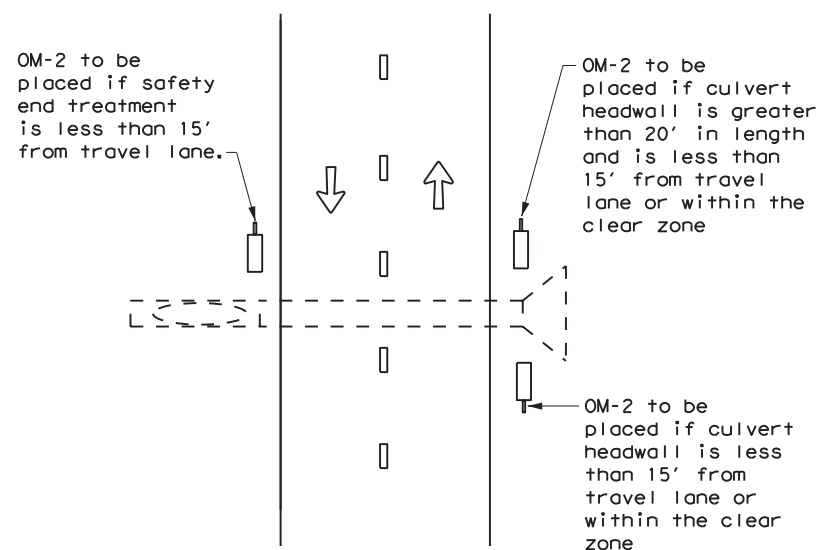 OM-2 to be
placed if safety
end treatment
is less than 15'
from travel lane.
OM-2 to be
placed if culvert
headwall is greater
than 20' in length
and is less than
15' from travel
lane or within the
clear zone
OM-2 to be
placed if culvert
headwall is less
than 15' from
travel lane or
within the clear
zone